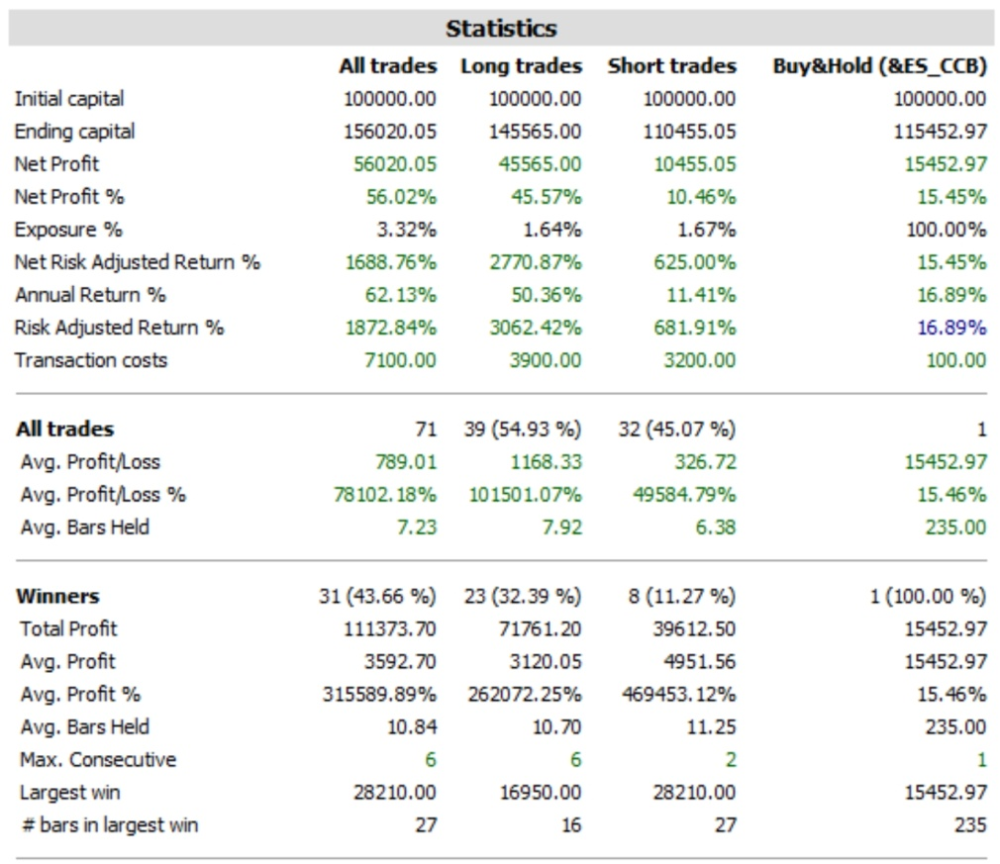 Statistics
All trades Long trades Short trades Buy&Hold (&ES_CCB)
Initial capital 100000.00 100000.00 100000.00 100000.00
Ending capital 156020.05 145565.00 110455.05 115452.97
Net Profit 56020.05 45565.00 10455.05 15452.97
Net Profit % 56.02% 45.57% 10.46% 15.45%
Exposure % 3.32% 1.64% 1.67% 100.00%
Net Risk Adjusted Return % 1688.76% 2770.87% 625.00% 15.45%
Annual Return % 62.13% 50.36% 11.41% 16.89%
Risk Adjusted Return % 1872.84% 3062.42% 681.91% 16.89%
Transaction costs 7100.00 3900.00 3200.00 100.00
All trades 71 39 (54.93 %) 32 (45.07 %) 1
Avg. Profit/Loss 789.01 1168.33 326.72 15452.97
Avg. Profit/Loss % 78102.18% 101501.07% 49584.79% 15.46%
Avg. Bars Held 7.23 7.92 6.38 235.00
Winners 31 (43.66 %) 23 (32.39 %) 8 (11.27 %) 1 (100.00 %)
Total Profit 111373.70 71761.20 39612.50 15452.97
Avg. Profit 3592.70 3120.05 4951.56 15452.97
Avg. Profit % 315589.89% 262072.25% 469453.12% 15.46%
Avg. Bars Held 10.84 10.70 11.25 235.00
Max. Consecutive 6 6 2 1
Largest win 28210.00 16950.00 28210.00 15452.97
# bars in largest win 27 16 27 235